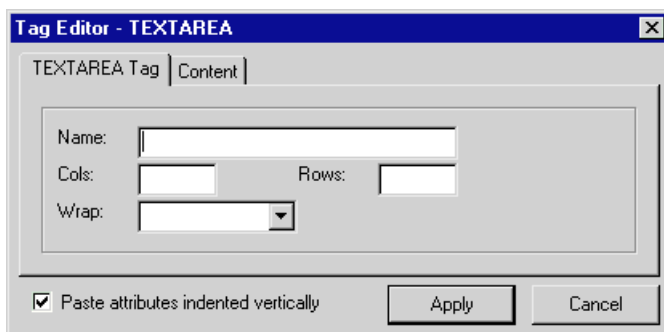 Tag Editor - TEXTAREA
TEXTAREA Tag Content
Name:
Cols: Rows:
Wrap:
Paste attributes indented vertically Apply Cancel